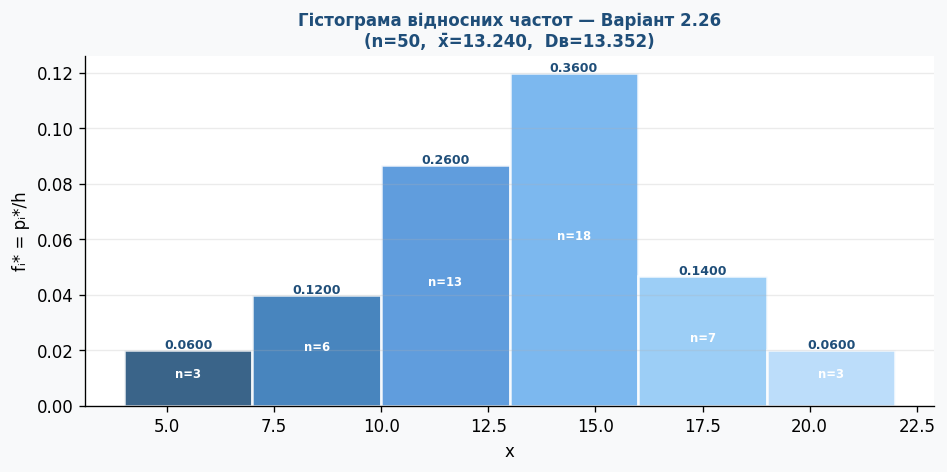 Гістограма відносних частот — Варіант 2.26
(n=50,  x̄=13.240,  Dв=13.352)
fᵢ* = pᵢ*/h
0.12
0.10
0.08
0.06
0.04
0.02
0.00
0.0600
n=3
0.1200
n=6
0.2600
n=13
0.3600
n=18
0.1400
n=7
0.0600
n=3
5.0 7.5 10.0 12.5 15.0 17.5 20.0 22.5
x